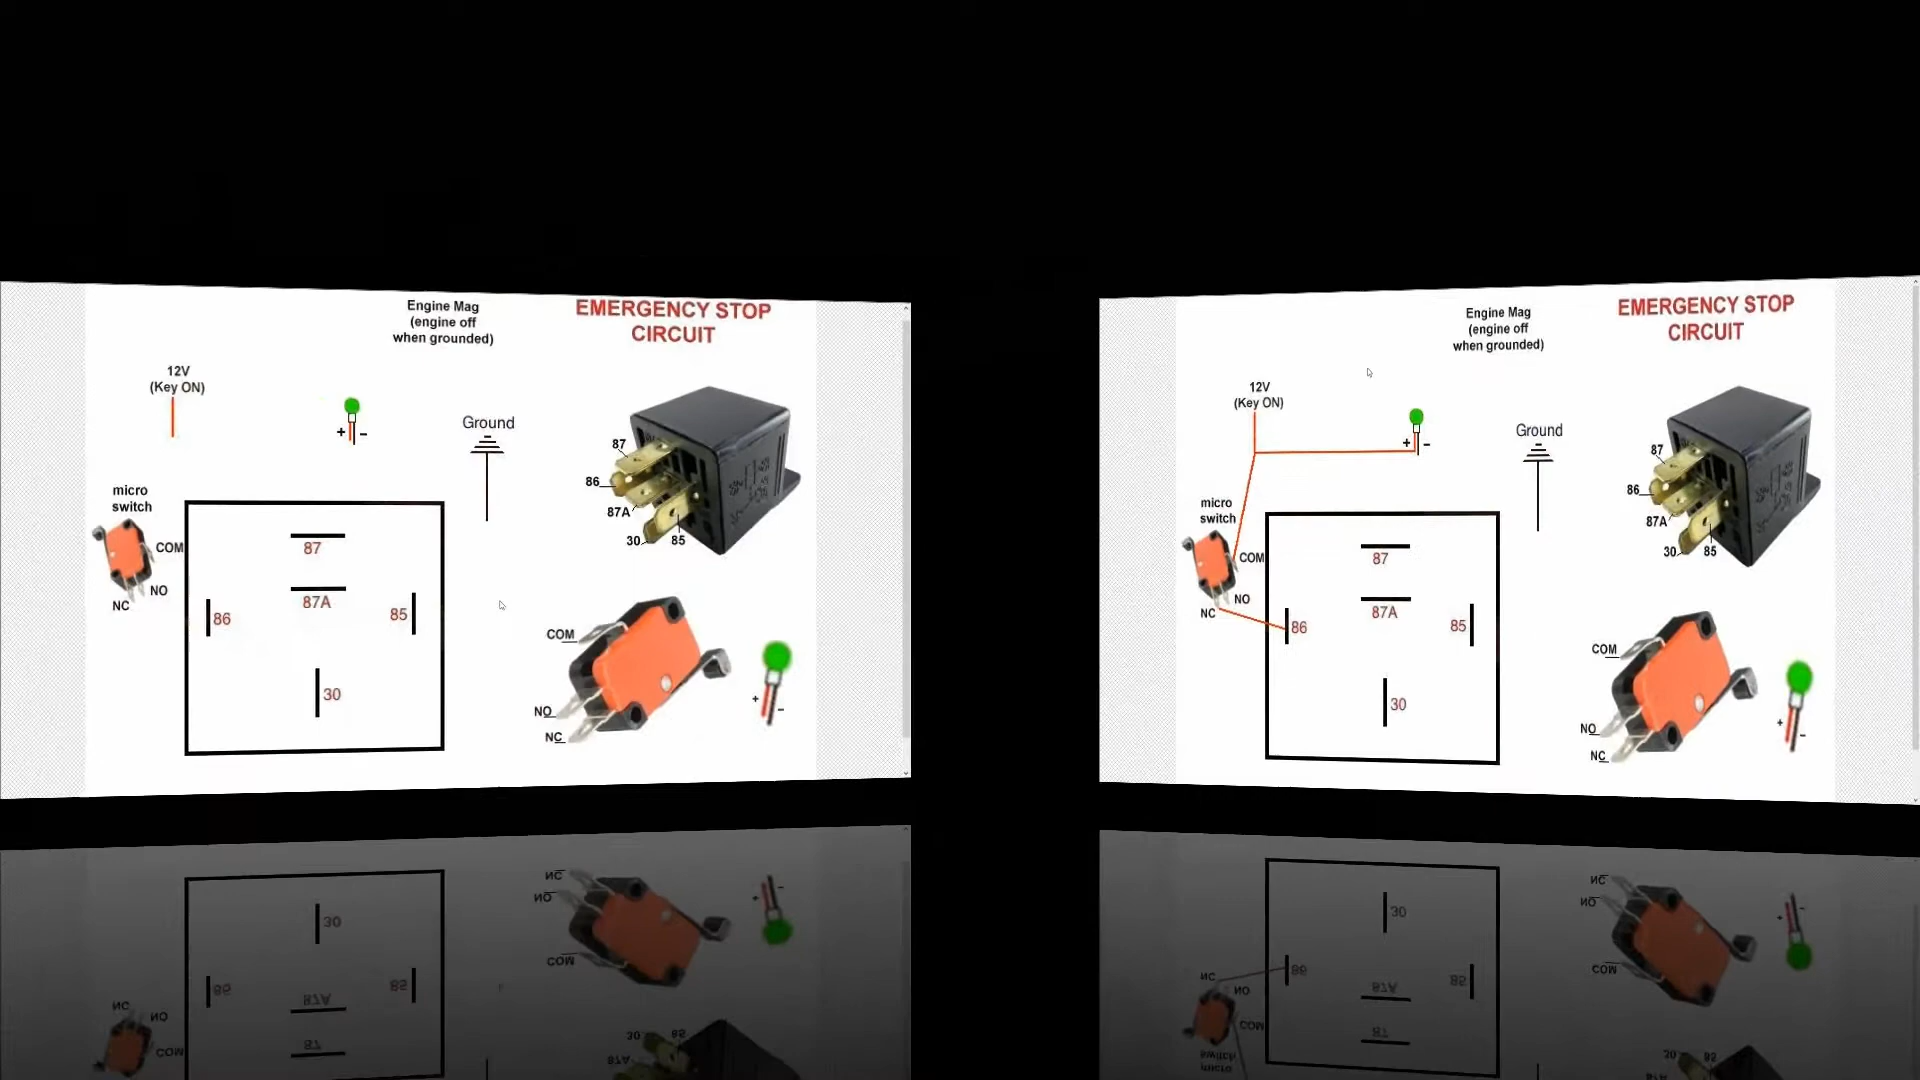 Engine Mag
(engine off
when grounded)
EMERGENCY STOP
CIRCUIT
12V
(Key ON)
+
-
Ground
87
86
87A
30
85
micro
switch
COM
NO
NC
87
87A
86
85
30
COM
NO
NC
+
-
Engine Mag
(engine off
when grounded)
EMERGENCY STOP
CIRCUIT
12V
(Key ON)
+
-
Ground
87
86
87A
30
85
micro
switch
COM
NO
NC
87
87A
86
85
30
COM
NO
NC
+
-